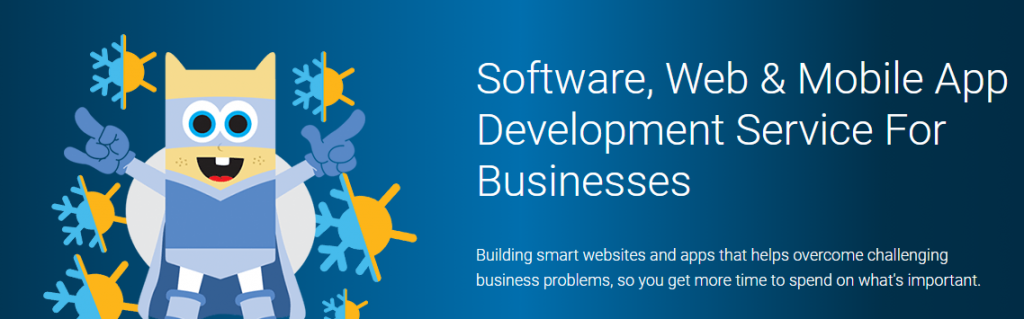 Software, Web & Mobile App
Development Service For
Businesses
Building smart websites and apps that helps overcome challenging
business problems, so you get more time to spend on what's important.